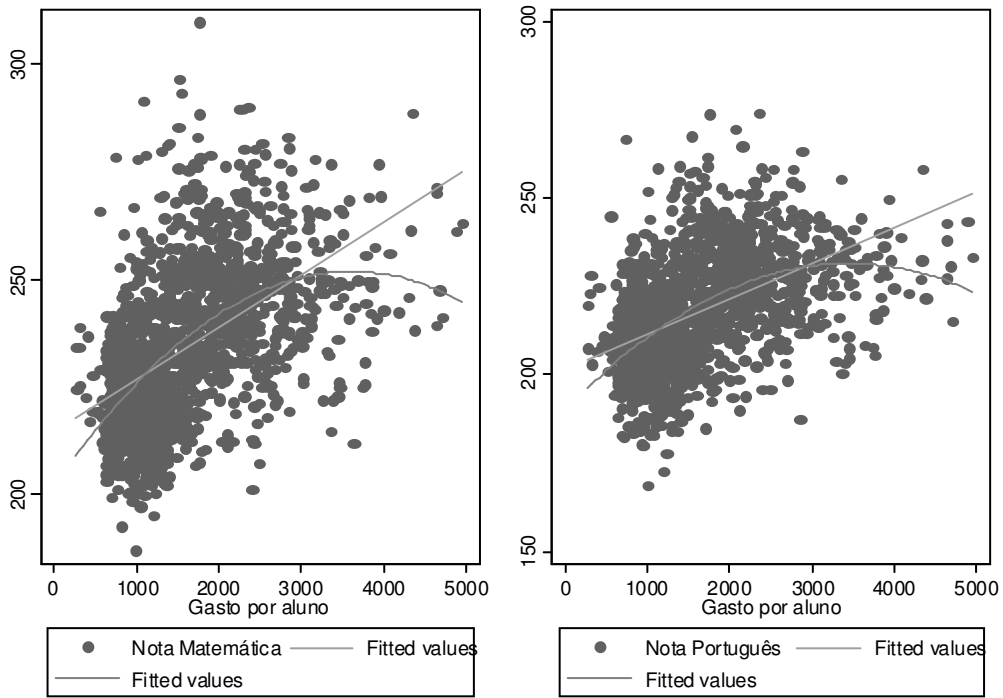 300
250
200
0 1000 2000 3000 4000 5000
Gasto por aluno
Nota Matemática Fitted values
Fitted values
300
250
200
150
0 1000 2000 3000 4000 5000
Gasto por aluno
Nota Português Fitted values
Fitted values